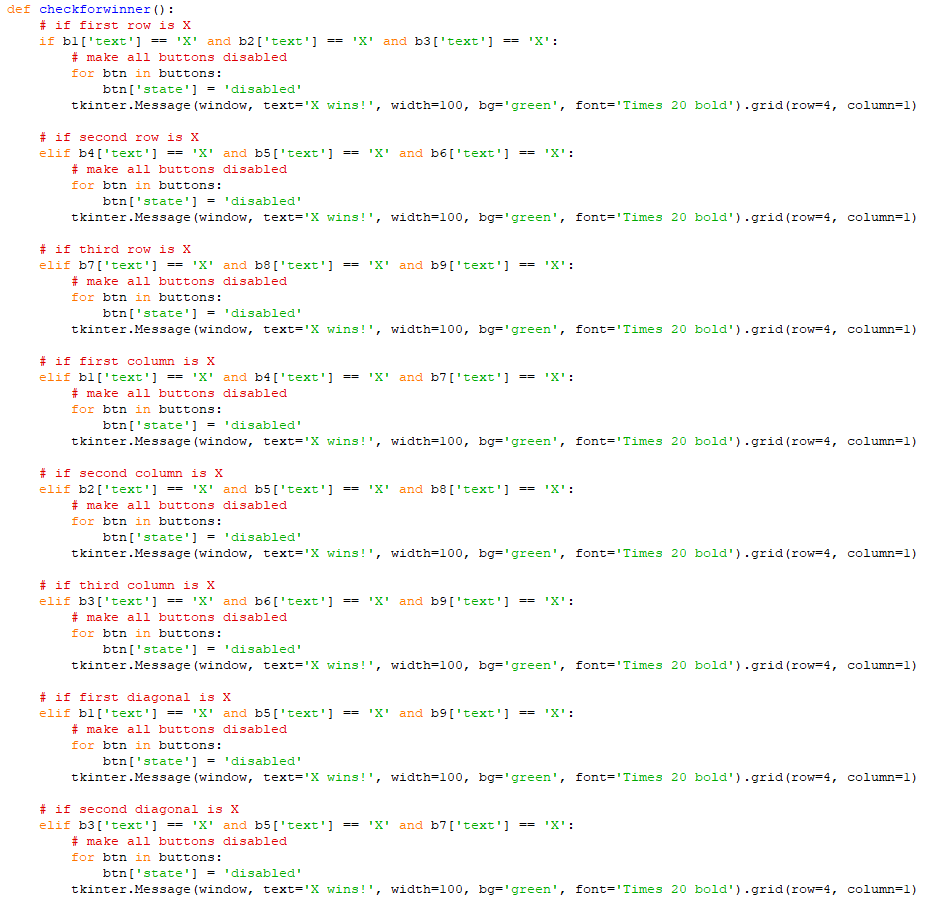 def checkforwinner():
    # if first row is X
    if b1['text'] == 'X' and b2['text'] == 'X' and b3['text'] == 'X':
        # make all buttons disabled
        for btn in buttons:
            btn['state'] = 'disabled'
        tkinter.Message(window, text='X wins!', width=100, bg='green', font='Times 20 bold').grid(row=4, column=1)

    # if second row is X
    elif b4['text'] == 'X' and b5['text'] == 'X' and b6['text'] == 'X':
        # make all buttons disabled
        for btn in buttons:
            btn['state'] = 'disabled'
        tkinter.Message(window, text='X wins!', width=100, bg='green', font='Times 20 bold').grid(row=4, column=1)

    # if third row is X
    elif b7['text'] == 'X' and b8['text'] == 'X' and b9['text'] == 'X':
        # make all buttons disabled
        for btn in buttons:
            btn['state'] = 'disabled'
        tkinter.Message(window, text='X wins!', width=100, bg='green', font='Times 20 bold').grid(row=4, column=1)

    # if first column is X
    elif b1['text'] == 'X' and b4['text'] == 'X' and b7['text'] == 'X':
        # make all buttons disabled
        for btn in buttons:
            btn['state'] = 'disabled'
        tkinter.Message(window, text='X wins!', width=100, bg='green', font='Times 20 bold').grid(row=4, column=1)

    # if second column is X
    elif b2['text'] == 'X' and b5['text'] == 'X' and b8['text'] == 'X':
        # make all buttons disabled
        for btn in buttons:
            btn['state'] = 'disabled'
        tkinter.Message(window, text='X wins!', width=100, bg='green', font='Times 20 bold').grid(row=4, column=1)

    # if third column is X
    elif b3['text'] == 'X' and b6['text'] == 'X' and b9['text'] == 'X':
        # make all buttons disabled
        for btn in buttons:
            btn['state'] = 'disabled'
        tkinter.Message(window, text='X wins!', width=100, bg='green', font='Times 20 bold').grid(row=4, column=1)

    # if first diagonal is X
    elif b1['text'] == 'X' and b5['text'] == 'X' and b9['text'] == 'X':
        # make all buttons disabled
        for btn in buttons:
            btn['state'] = 'disabled'
        tkinter.Message(window, text='X wins!', width=100, bg='green', font='Times 20 bold').grid(row=4, column=1)

    # if second diagonal is X
    elif b3['text'] == 'X' and b5['text'] == 'X' and b7['text'] == 'X':
        # make all buttons disabled
        for btn in buttons:
            btn['state'] = 'disabled'
        tkinter.Message(window, text='X wins!', width=100, bg='green', font='Times 20 bold').grid(row=4, column=1)